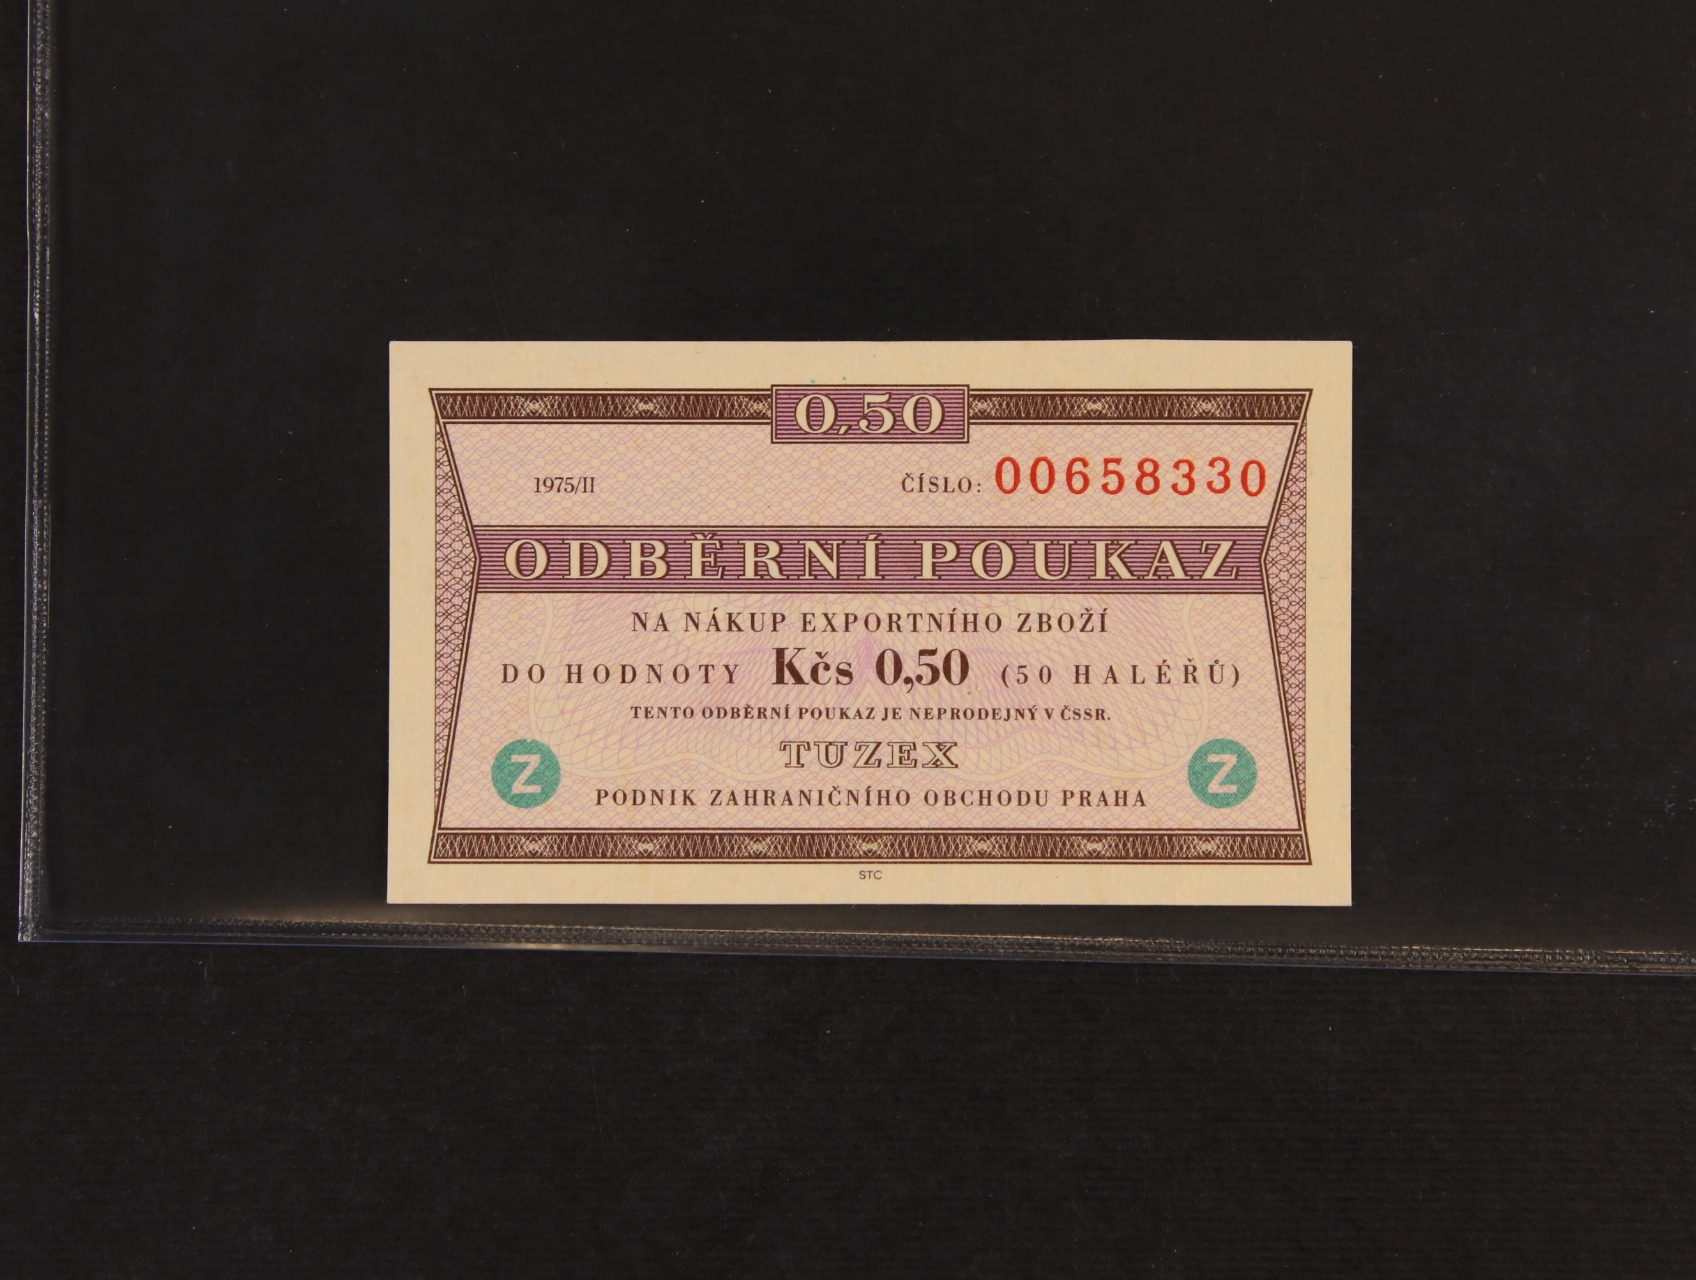 0,50
1975/II ČÍSLO: 00658330
ODBĚRNÍ POUKAZ
NA NÁKUP EXPORTNÍHO ZBOŽÍ
DO HODNOTY Kčs 0,50 (50 HALÉŘŮ)
TENTO ODBĚRNÍ POUKAZ JE NEPRODEJNÝ V ČSSR.
TUZEX
Z Z
PODNIK ZAHRANIČNÍHO OBCHODU PRAHA
STC